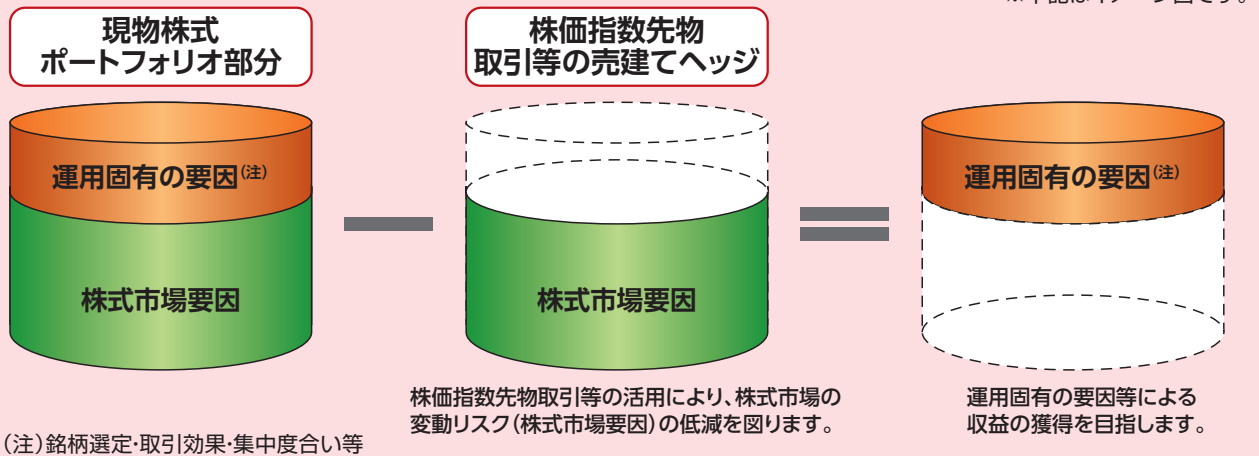 現物株式
ポートフォリオ部分
株価指数先物
取引等の売建てヘッジ
運用固有の要因(注)
株式市場要因
株式市場要因
運用固有の要因(注)
株価指数先物取引等の活用により、株式市場の
変動リスク(株式市場要因)の低減を図ります。
運用固有の要因等による
収益の獲得を目指します。
(注)銘柄選定・取引効果・集中度合い等